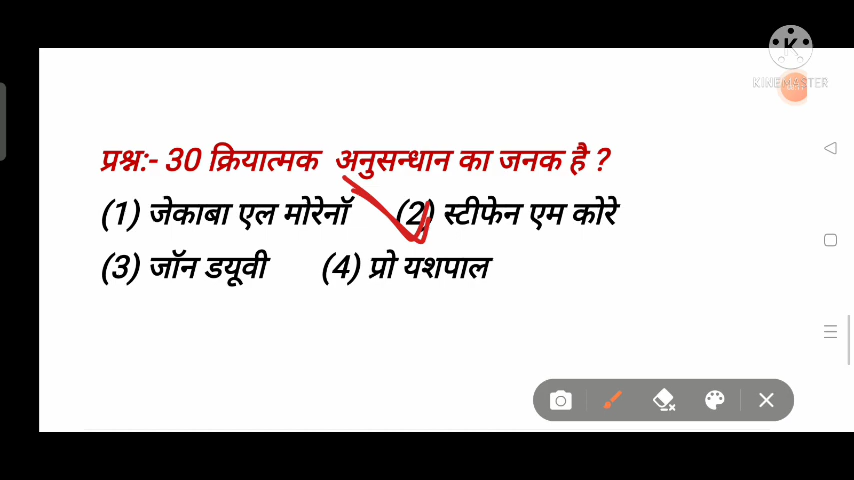 KINEMASTER
प्रश्नः- 30 क्रियात्मक अनुसन्धान का जनक है ?
(1) जेकाबा एल मोरेनॉ (2) स्टीफेन एम कोरे
(3) जॉन डयूवी (4) प्रो यशपाल